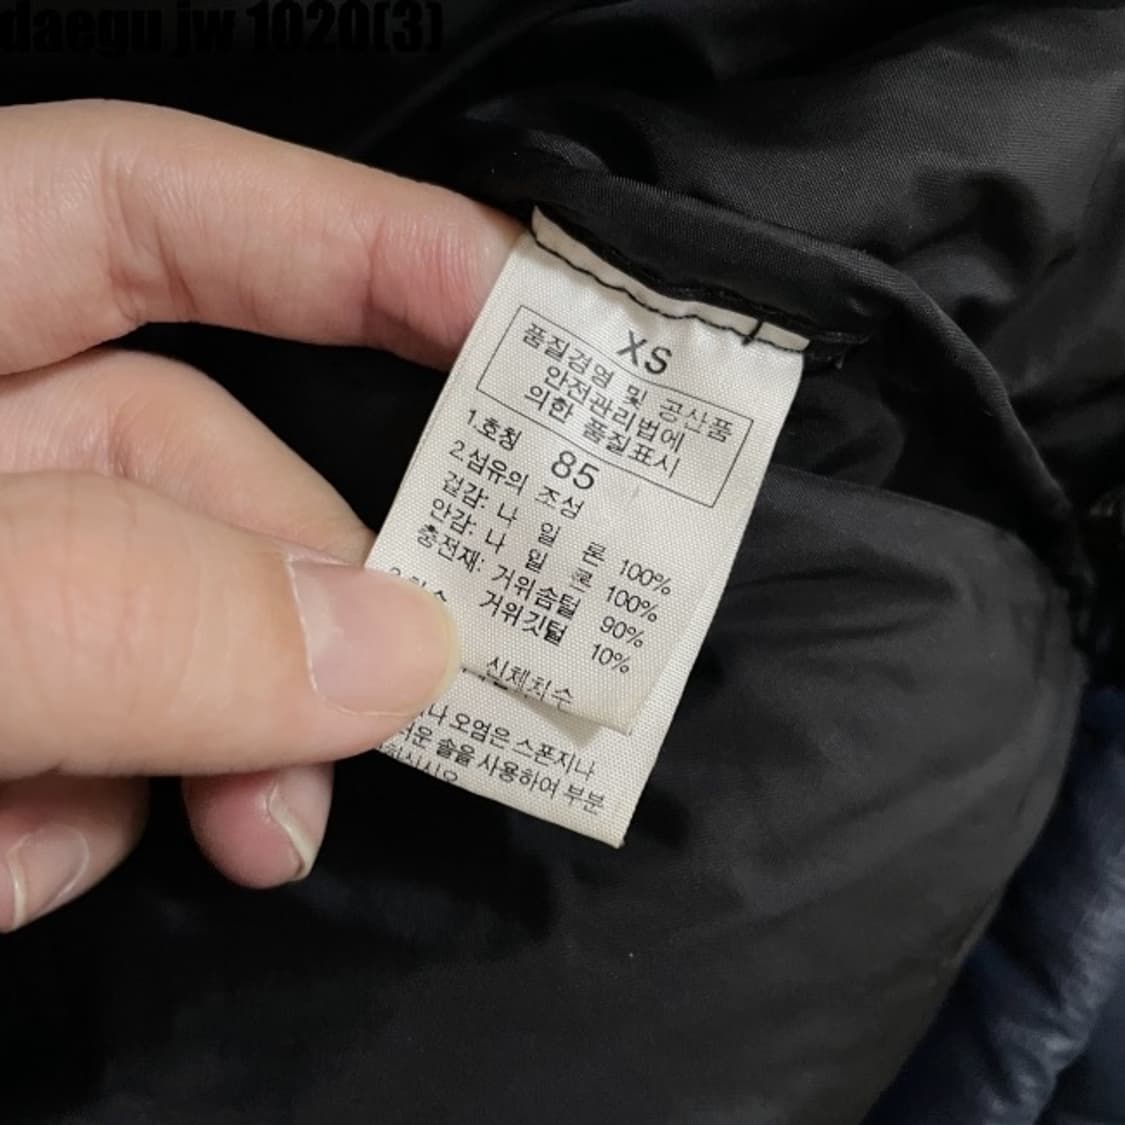 daegu jw 1020(3)
XS
품질경영 및 공산품
안전관리법에
의한 품질표시
1.호칭 85
2.섬유의 조성
겉감: 나 일 론 100%
안감: 나 일 론 100%
충전재: 거위솜털 90%
거위깃털 10%
신체치수
나 오염은 스폰지나
솔을 사용하여 부분